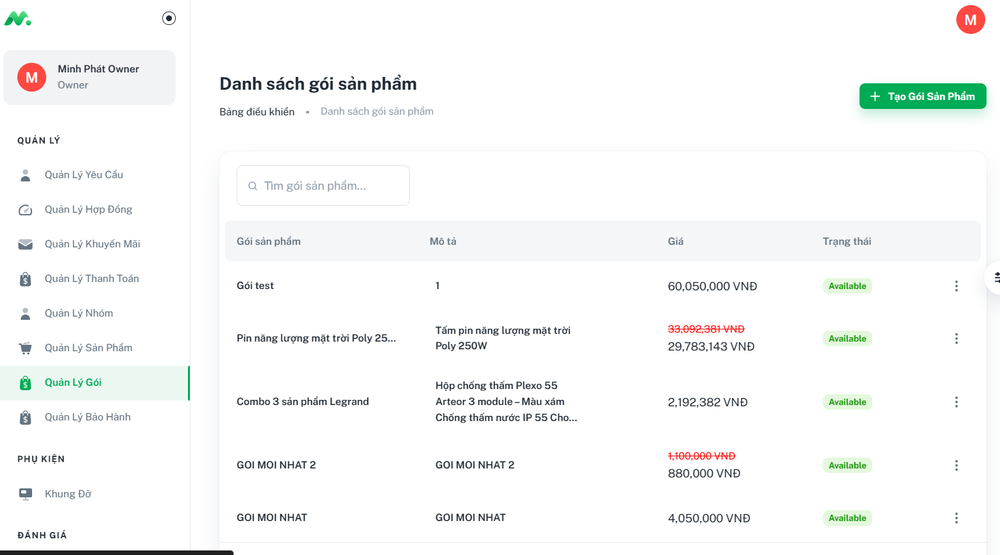 M
Minh Phát Owner
Owner
QUẢN LÝ
Quản Lý Yêu Cầu
Quản Lý Hợp Đồng
Quản Lý Khuyến Mãi
Quản Lý Thanh Toán
Quản Lý Nhóm
Quản Lý Sản Phẩm
Quản Lý Gói
Quản Lý Bảo Hành
PHỤ KIỆN
Khung Đỡ
ĐÁNH GIÁ
M
Danh sách gói sản phẩm
Bảng điều khiển • Danh sách gói sản phẩm
Tạo Gói Sản Phẩm
Tìm gói sản phẩm...
Gói sản phẩm Mô tả Giá Trạng thái
Gói test 1 60,050,000 VNĐ Available
Pin năng lượng mặt trời Poly 25...
Tấm pin năng lượng mặt trời
Poly 250W
33,092,381 VNĐ
29,783,143 VNĐ
Available
Combo 3 sản phẩm Legrand
Hộp chống thấm Plexo 55
Arteor 3 module – Màu xám
Chống thấm nước IP 55 Cho...
2,192,382 VNĐ
Available
GOI MOI NHAT 2
GOI MOI NHAT 2
1,100,000 VNĐ
880,000 VNĐ
Available
GOI MOI NHAT GOI MOI NHAT 4,050,000 VNĐ Available